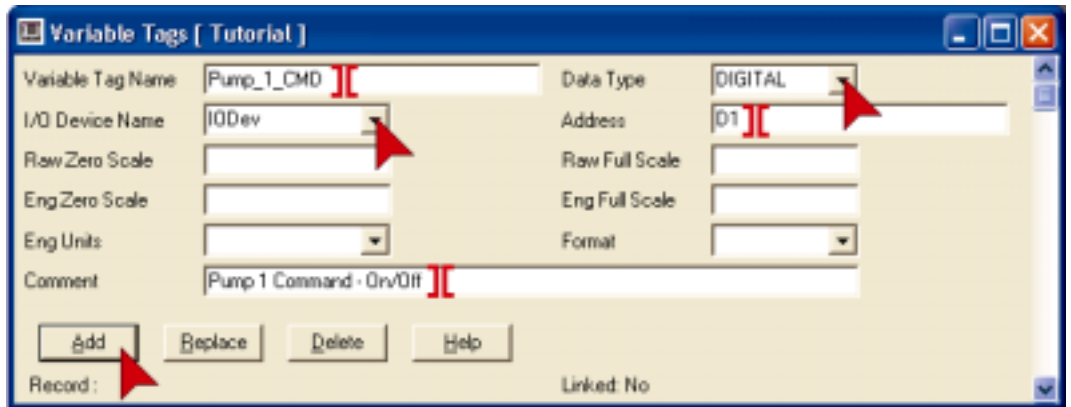 Variable Tags [ Tutorial ]
Variable Tag Name Pump_1_CMD Data Type DIGITAL
I/O Device Name IODev Address D1
Raw Zero Scale Raw Full Scale
Eng Zero Scale Eng Full Scale
Eng Units Format
Comment Pump 1 Command - On/Off
Add Replace Delete Help
Record : Linked: No